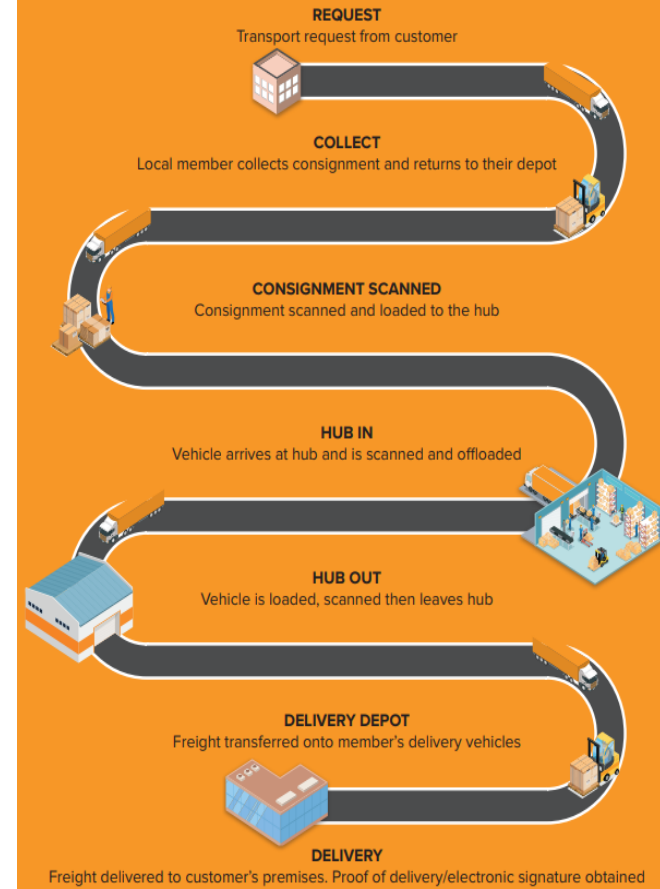 REQUEST
Transport request from customer
COLLECT
Local member collects consignment and returns to their depot
CONSIGNMENT SCANNED
Consignment scanned and loaded to the hub
HUB IN
Vehicle arrives at hub and is scanned and offloaded
HUB OUT
Vehicle is loaded, scanned then leaves hub
DELIVERY DEPOT
Freight transferred onto member's delivery vehicles
DELIVERY
Freight delivered to customer's premises. Proof of delivery/electronic signature obtained